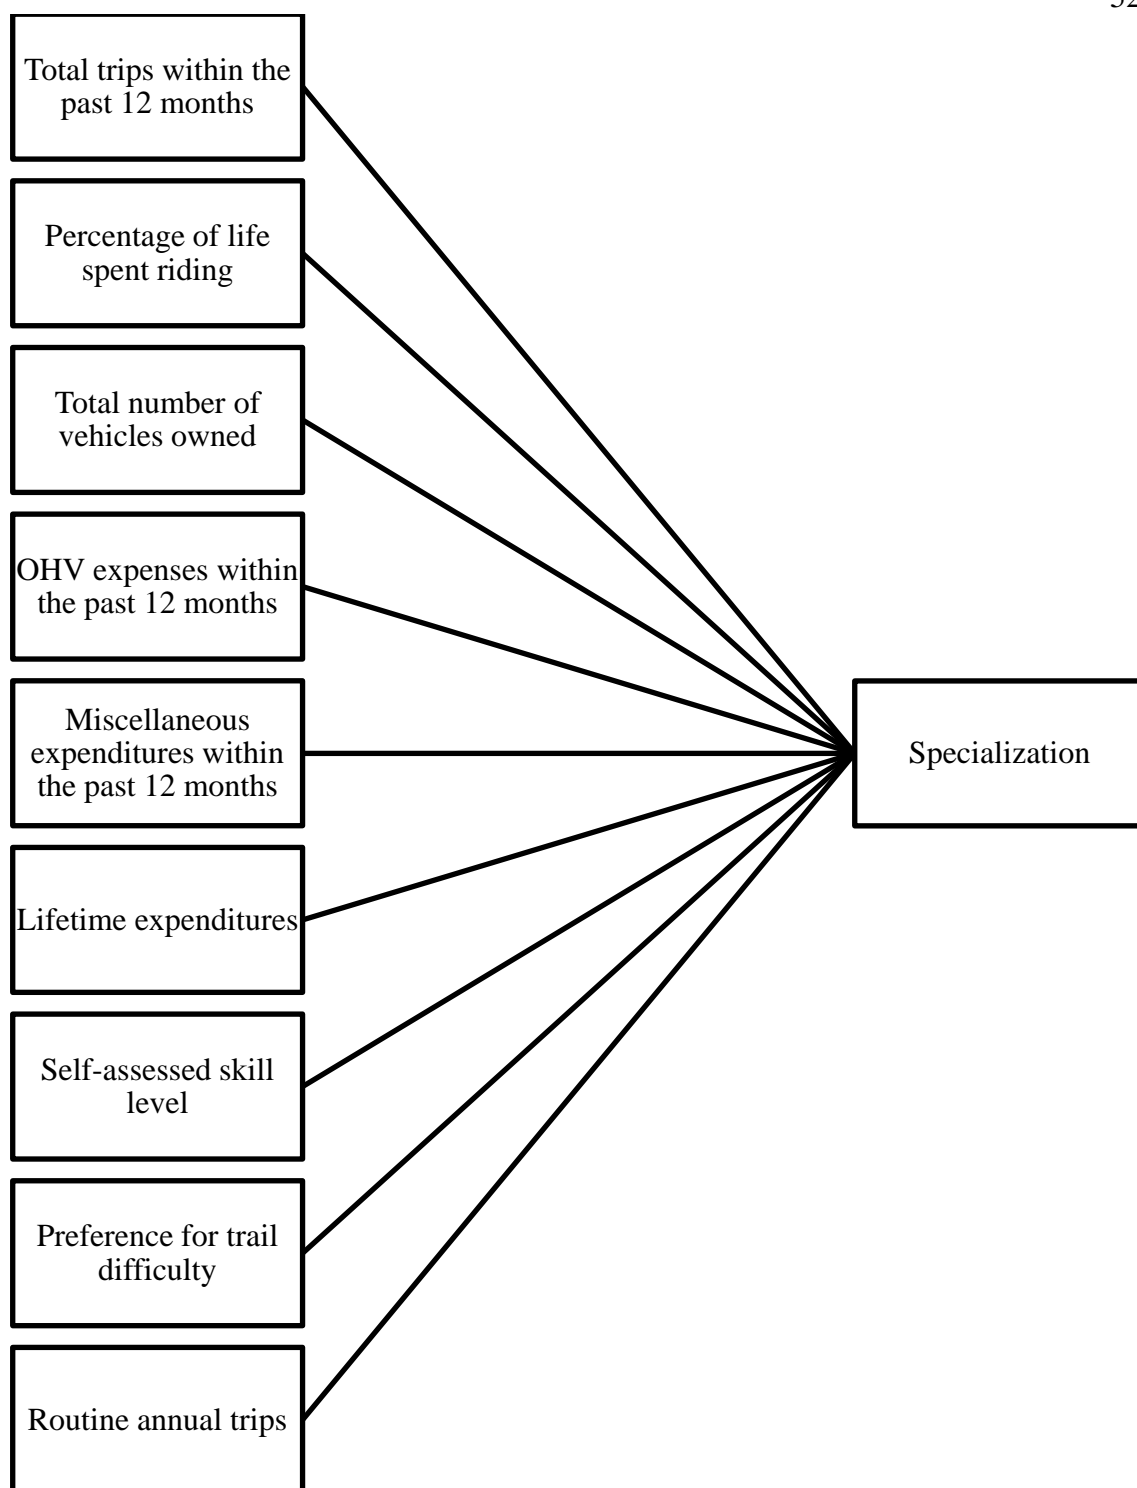 Total trips within the
past 12 months
Percentage of life
spent riding
Total number of
vehicles owned
OHV expenses within
the past 12 months
Miscellaneous
expenditures within
the past 12 months
Specialization
Lifetime expenditures
Self-assessed skill
level
Preference for trail
difficulty
Routine annual trips